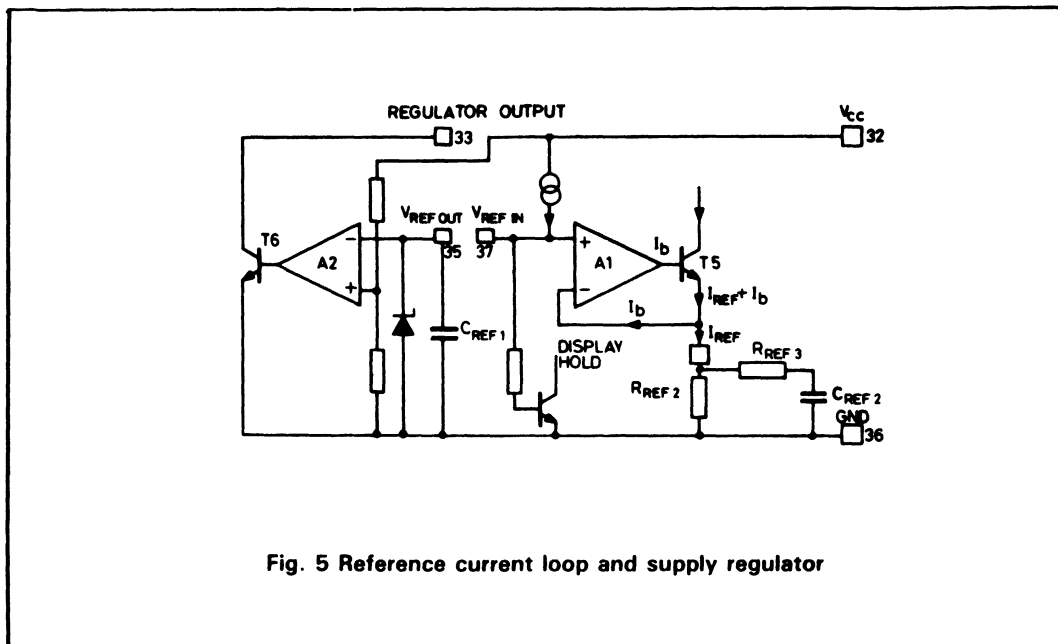 REGULATOR OUTPUT
33
VCC
32
T6
A2
−
+
VREF OUT
35
VREF IN
37
+
−
A1
Ib
T5
IREF + Ib
Ib
IREF
CREF 1
DISPLAY
HOLD
RREF 2
RREF 3
CREF 2
GND
36
Fig. 5 Reference current loop and supply regulator